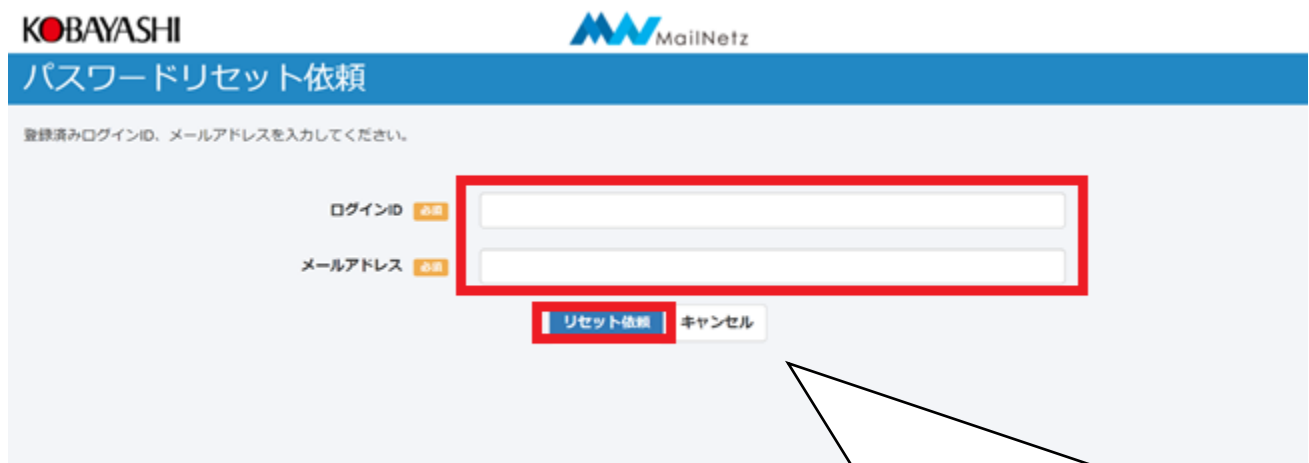 KOBAYASHI
MailNetz
パスワードリセット依頼
登録済みログインID、メールアドレスを入力してください。
ログインID 必須
メールアドレス 必須
リセット依頼 キャンセル